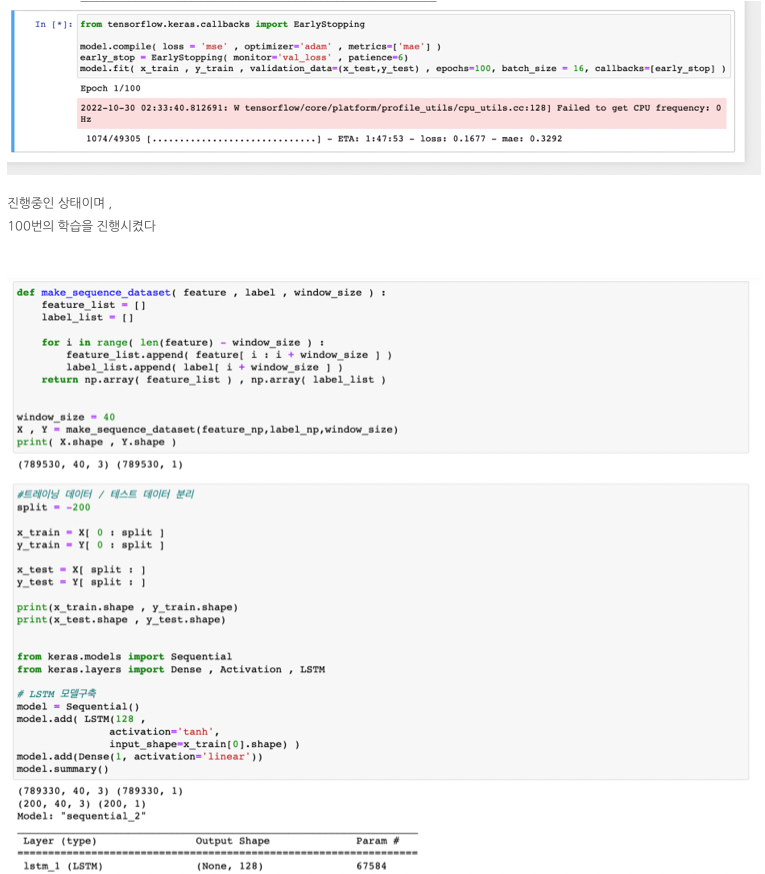 In [*]: from tensorflow.keras.callbacks import EarlyStopping
model.compile( loss = 'mse' , optimizer='adam' , metrics=['mae'] )
early_stop = EarlyStopping( monitor='val_loss' , patience=6)
model.fit( x_train , y_train , validation_data=(x_test,y_test) , epochs=100, batch_size = 16, callbacks=[early_stop] )
Epoch 1/100
2022-10-30 02:33:40.812691: W tensorflow/core/platform/profile_utils/cpu_utils.cc:128] Failed to get CPU frequency: 0
Hz
1074/49305 [..............................] - ETA: 1:47:53 - loss: 0.1677 - mae: 0.3292
진행중인 상태이며 ,
100번의 학습을 진행시켰다
def make_sequence_dataset( feature , label , window_size ) :
feature_list = []
label_list = []
for i in range( len(feature) - window_size ) :
feature_list.append( feature[ i : i + window_size ] )
label_list.append( label[ i + window_size ] )
return np.array( feature_list ) , np.array( label_list )
window_size = 40
X , Y = make_sequence_dataset(feature_np,label_np,window_size)
print( X.shape , Y.shape )
(789530, 40, 3) (789530, 1)
#트레이닝 데이터 / 테스트 데이터 분리
split = -200
x_train = X[ 0 : split ]
y_train = Y[ 0 : split ]
x_test = X[ split : ]
y_test = Y[ split : ]
print(x_train.shape , y_train.shape)
print(x_test.shape , y_test.shape)
from keras.models import Sequential
from keras.layers import Dense , Activation , LSTM
# LSTM 모델구축
model = Sequential()
model.add( LSTM(128 ,
activation='tanh',
input_shape=x_train[0].shape) )
model.add(Dense(1, activation='linear'))
model.summary()
(789330, 40, 3) (789330, 1)
(200, 40, 3) (200, 1)
Model: "sequential_2"
Layer (type) Output Shape Param #
=================================================================
lstm_1 (LSTM) (None, 128) 67584